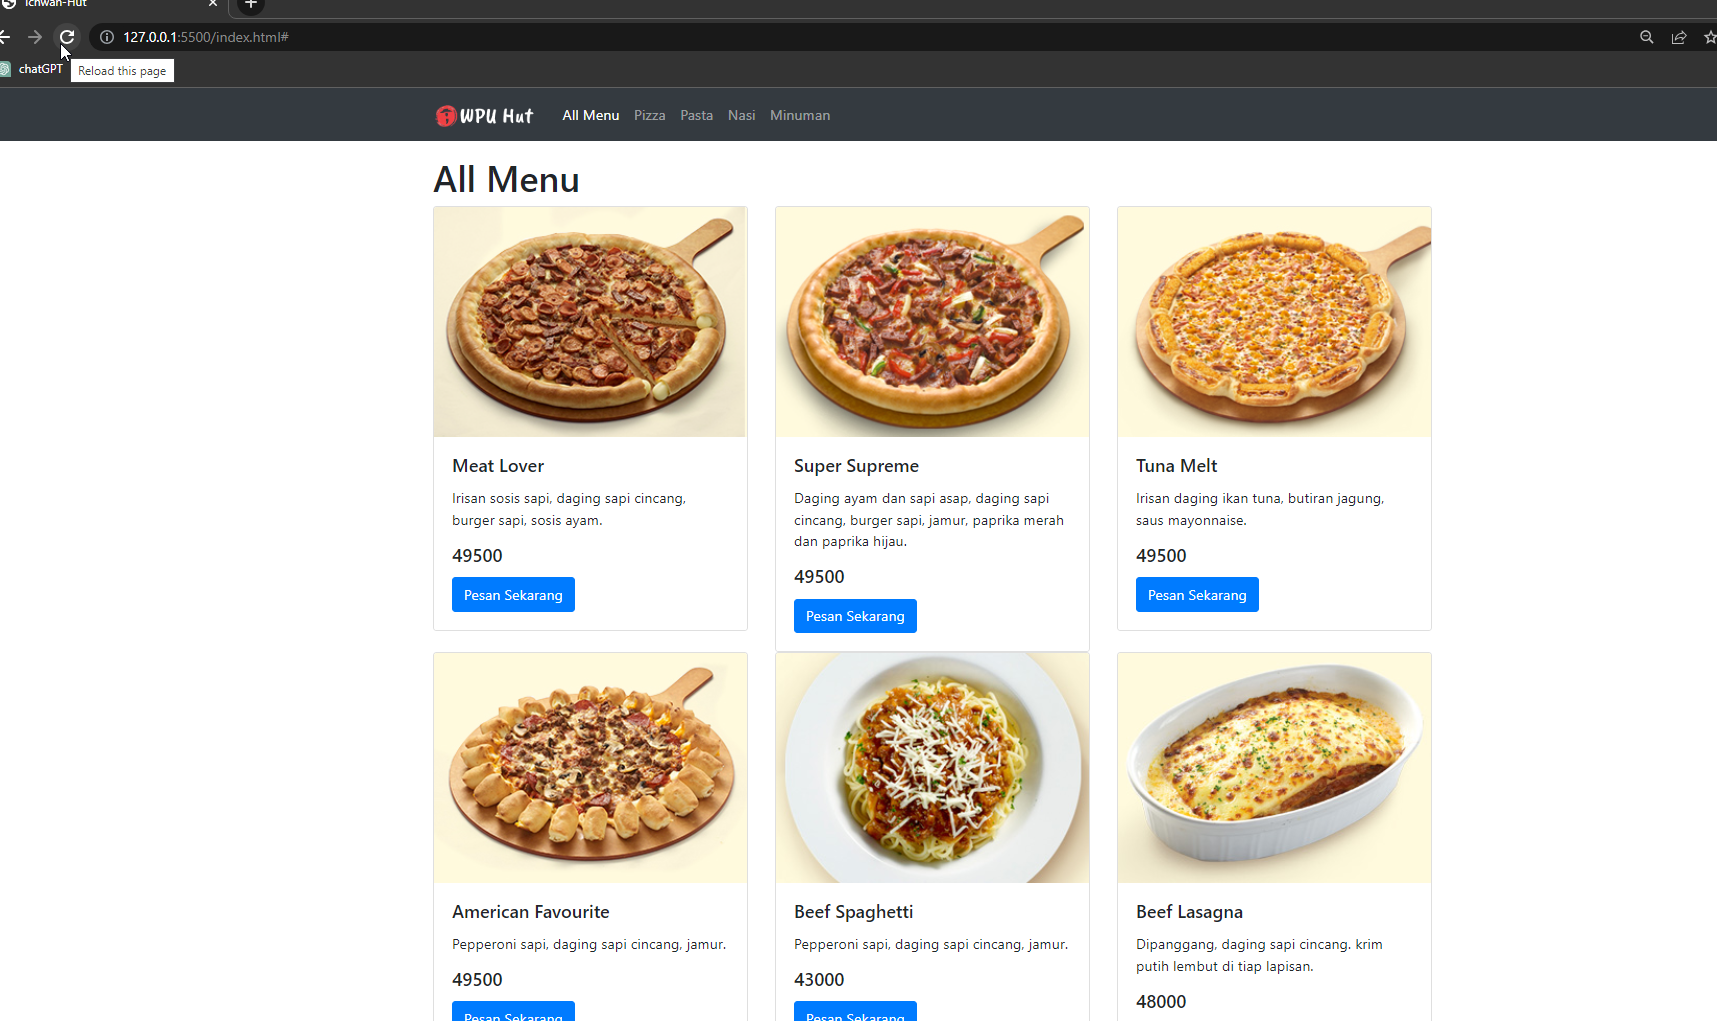 Ichwan-Hut
127.0.0.1:5500/index.html#
chatGPT
Reload this page
WPU Hut
All Menu Pizza Pasta Nasi Minuman
All Menu
Meat Lover
Irisan sosis sapi, daging sapi cincang,
burger sapi, sosis ayam.
49500
Pesan Sekarang
Super Supreme
Daging ayam dan sapi asap, daging sapi
cincang, burger sapi, jamur, paprika merah
dan paprika hijau.
49500
Pesan Sekarang
Tuna Melt
Irisan daging ikan tuna, butiran jagung,
saus mayonnaise.
49500
Pesan Sekarang
American Favourite
Pepperoni sapi, daging sapi cincang, jamur.
49500
Pesan Sekarang
Beef Spaghetti
Pepperoni sapi, daging sapi cincang, jamur.
43000
Pesan Sekarang
Beef Lasagna
Dipanggang, daging sapi cincang. krim
putih lembut di tiap lapisan.
48000